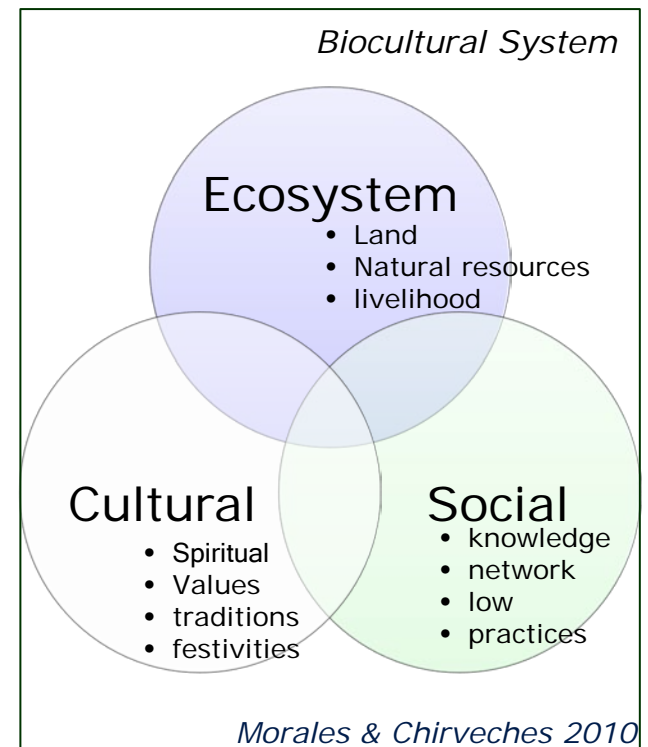 Biocultural System
Ecosystem
• Land
• Natural resources
• livelihood
Cultural
• Spiritual
• Values
• traditions
• festivities
Social
• knowledge
• network
• low
• practices
Morales & Chirveches 2010